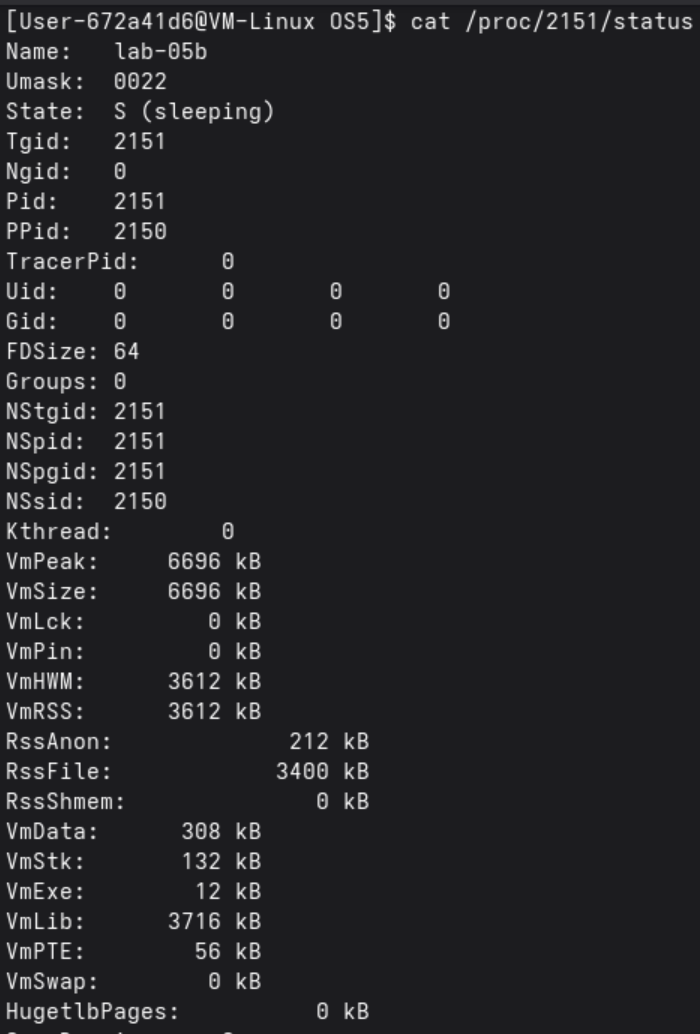 [User-672a41d6@VM-Linux OS5]$ cat /proc/2151/status
Name:   lab-05b
Umask:  0022
State:  S (sleeping)
Tgid:   2151
Ngid:   0
Pid:    2151
PPid:   2150
TracerPid:      0
Uid:    0       0       0       0
Gid:    0       0       0       0
FDSize: 64
Groups: 0
NStgid: 2151
NSpid:  2151
NSpgid: 2151
NSsid:  2150
Kthread:        0
VmPeak:     6696 kB
VmSize:     6696 kB
VmLck:         0 kB
VmPin:         0 kB
VmHWM:      3612 kB
VmRSS:      3612 kB
RssAnon:             212 kB
RssFile:            3400 kB
RssShmem:              0 kB
VmData:      308 kB
VmStk:       132 kB
VmExe:        12 kB
VmLib:      3716 kB
VmPTE:        56 kB
VmSwap:        0 kB
HugetlbPages:          0 kB